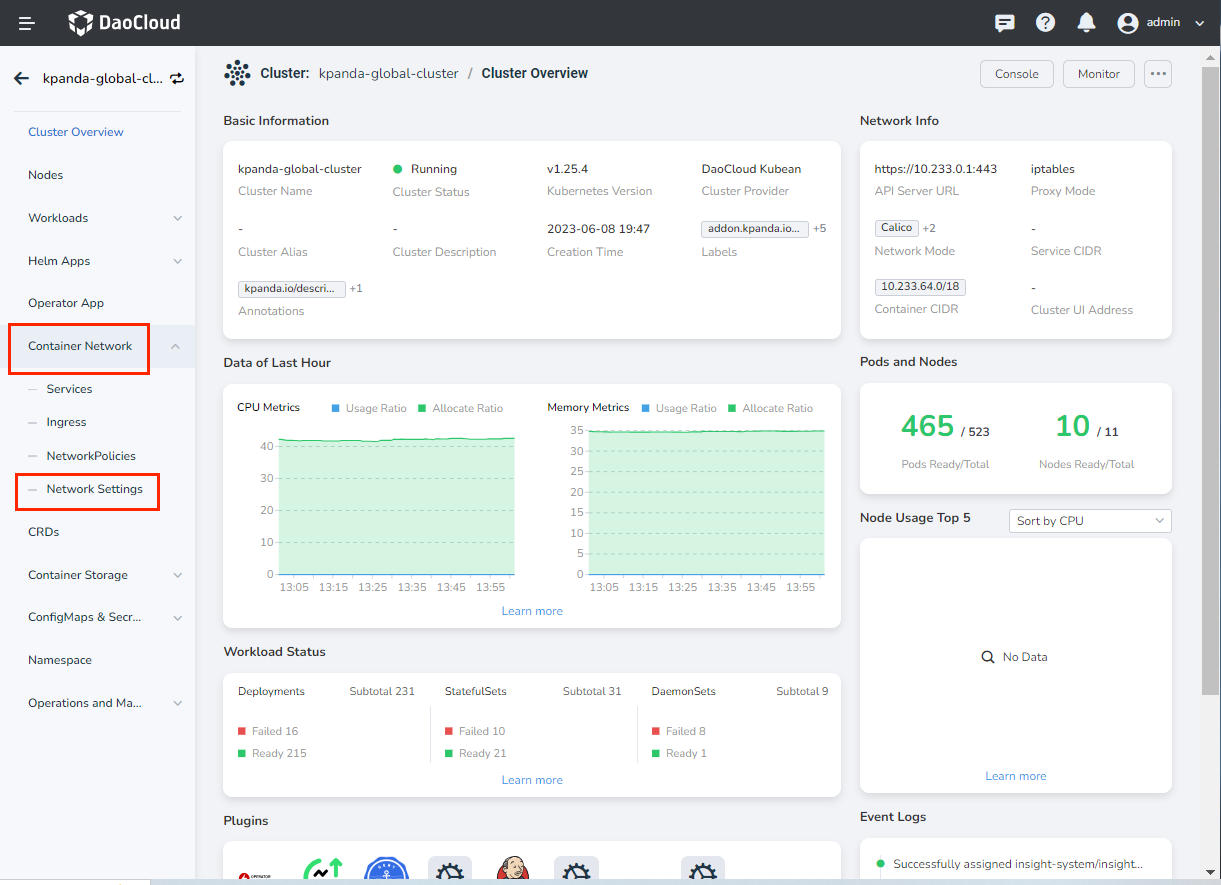 DaoCloud
admin
kpanda-global-cl...
Cluster Overview
Nodes
Workloads
Helm Apps
Operator App
Container Network
Services
Ingress
NetworkPolicies
Network Settings
CRDs
Container Storage
ConfigMaps & Secr...
Namespace
Operations and Ma...
Cluster: kpanda-global-cluster / Cluster Overview
Console
Monitor
Basic Information
kpanda-global-cluster
Cluster Name
Running
Cluster Status
v1.25.4
Kubernetes Version
DaoCloud Kubean
Cluster Provider
-
Cluster Alias
-
Cluster Description
2023-06-08 19:47
Creation Time
addon.kpanda.io... +5
Labels
kpanda.io/descri... +1
Annotations
Network Info
https://10.233.0.1:443
API Server URL
iptables
Proxy Mode
Calico +2
Network Mode
-
Service CIDR
10.233.64.0/18
Container CIDR
-
Cluster UI Address
Data of Last Hour
CPU Metrics Usage Ratio Allocate Ratio
40
30
20
10
0
13:05 13:15 13:25 13:35 13:45 13:55
Memory Metrics Usage Ratio Allocate Ratio
35
30
25
20
15
10
5
0
13:05 13:15 13:25 13:35 13:45 13:55
Learn more
Pods and Nodes
465 / 523
Pods Ready/Total
10 / 11
Nodes Ready/Total
Node Usage Top 5
Sort by CPU
No Data
Learn more
Workload Status
Deployments Subtotal 231
Failed 16
Ready 215
StatefulSets Subtotal 31
Failed 10
Ready 21
DaemonSets Subtotal 9
Failed 8
Ready 1
Learn more
Plugins
OPERATOR
Event Logs
Successfully assigned insight-system/insight...